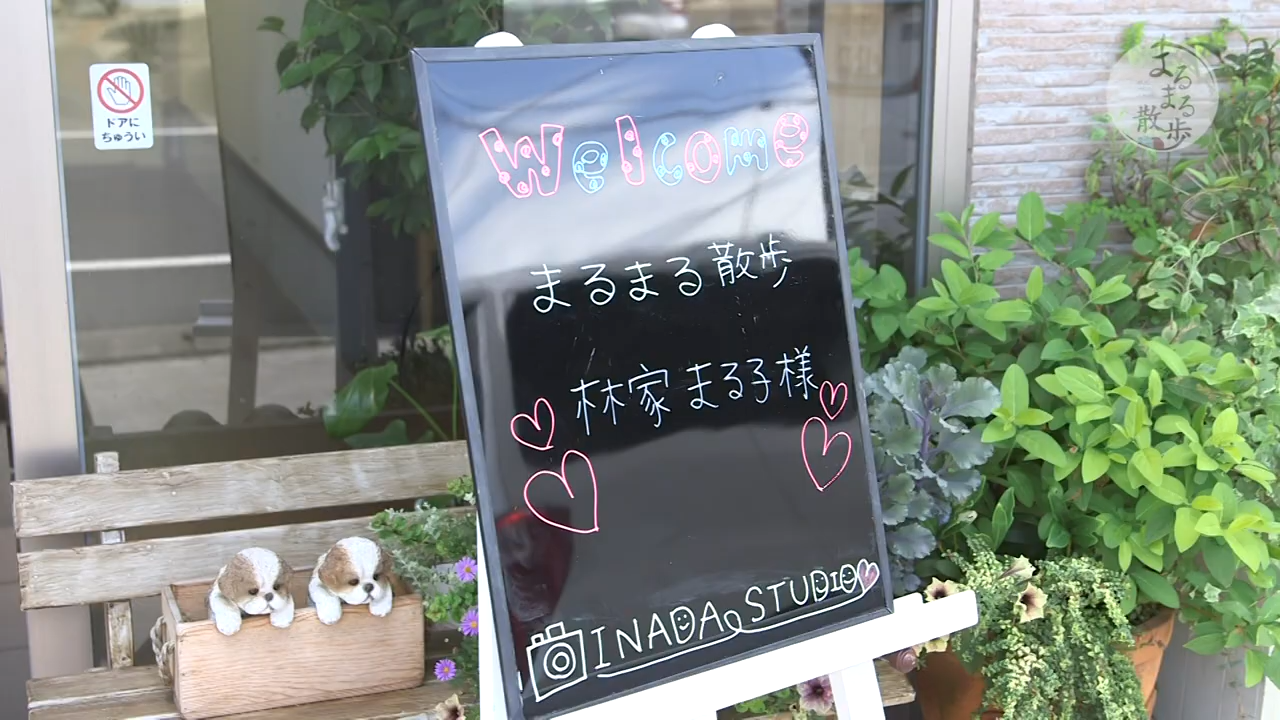 ドアに
ちゅうい
まるまる
散歩
Welcome
まるまる散歩
林家まる子様
INADA STUDIO